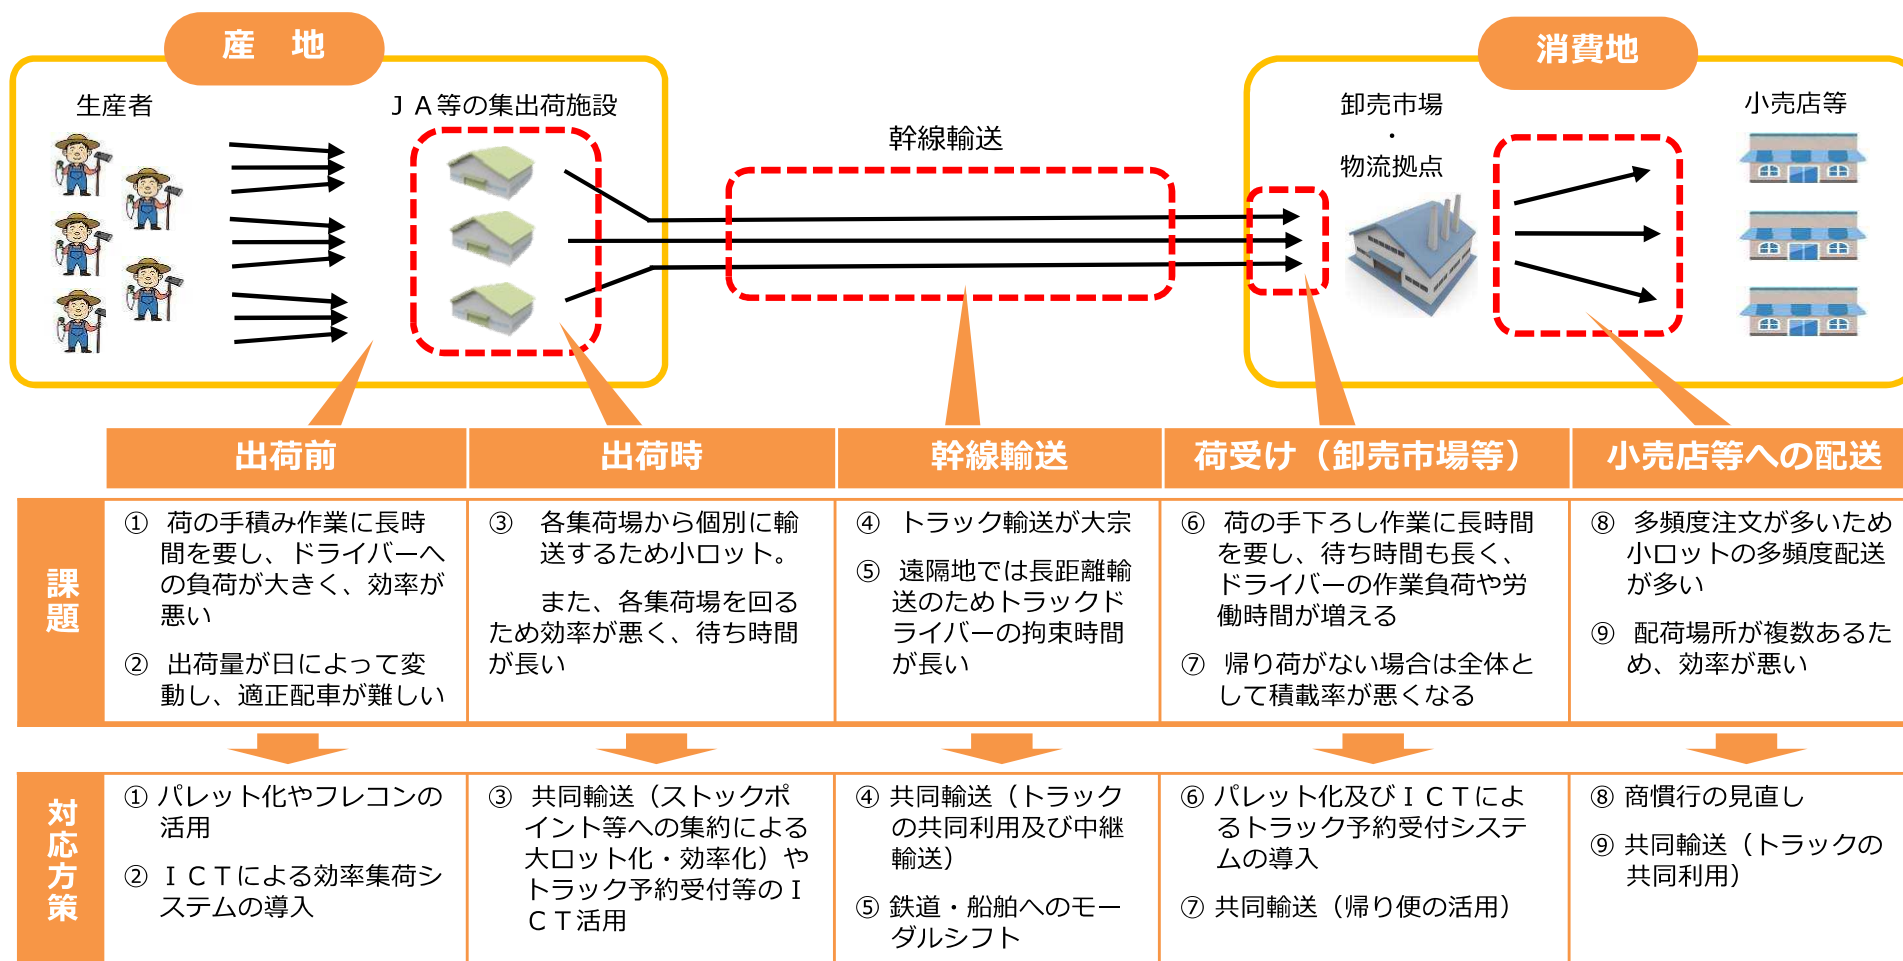 産　地
消費地
生産者
ＪＡ等の集出荷施設
幹線輸送
卸売市場
・
物流拠点
小売店等
出荷前
出荷時
幹線輸送
荷受け（卸売市場等）
小売店等への配送
課題
① 荷の手積み作業に長時
間を要し、ドライバーへ
の負荷が大きく、効率が
悪い
② 出荷量が日によって変
動し、適正配車が難しい
③ 各集荷場から個別に輸
送するため小ロット。
また、各集荷場を回る
ため効率が悪く、待ち時間
が長い
④ トラック輸送が大宗
⑤ 遠隔地では長距離輸
送のためトラックド
ライバーの拘束時間
が長い
⑥ 荷の手下ろし作業に長時間
を要し、待ち時間も長く、
ドライバーの作業負荷や労
働時間が増える
⑦ 帰り荷がない場合は全体と
して積載率が悪くなる
⑧ 多頻度注文が多いため
小ロットの多頻度配送
が多い
⑨ 配荷場所が複数あるた
め、効率が悪い
対応方策
① パレット化やフレコンの
活用
② ＩＣＴによる効率集荷シ
ステムの導入
③ 共同輸送（ストックポ
イント等への集約による
大ロット化・効率化）や
トラック予約受付等のＩ
ＣＴ活用
④ 共同輸送（トラック
の共同利用及び中継
輸送）
⑤ 鉄道・船舶へのモー
ダルシフト
⑥ パレット化及びＩＣＴによ
るトラック予約受付システ
ムの導入
⑦ 共同輸送（帰り便の活用）
⑧ 商慣行の見直し
⑨ 共同輸送（トラックの
共同利用）